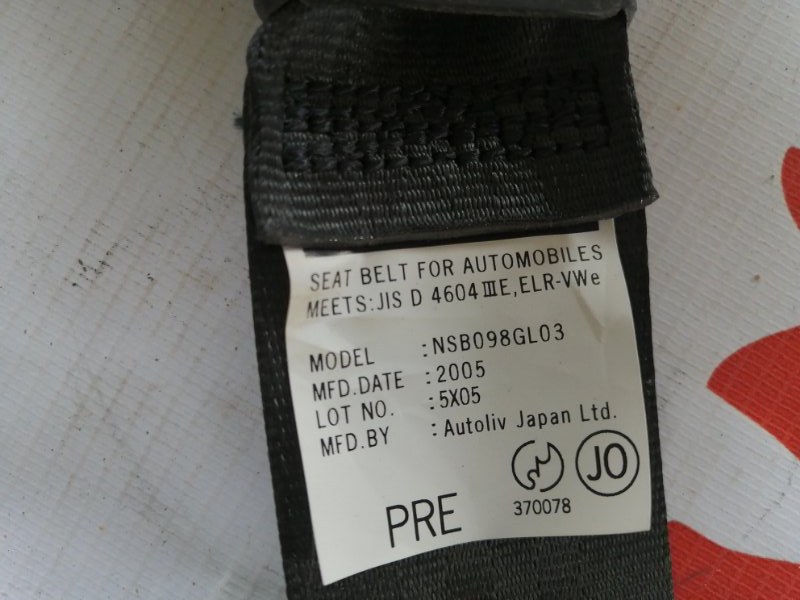 SEAT BELT FOR AUTOMOBILES
MEETS:JIS D 4604ⅢE,ELR-VWe
MODEL :NSB098GL03
MFD.DATE :2005
LOT NO. :5X05
MFD.BY :Autoliv Japan Ltd.
JO
370078
PRE